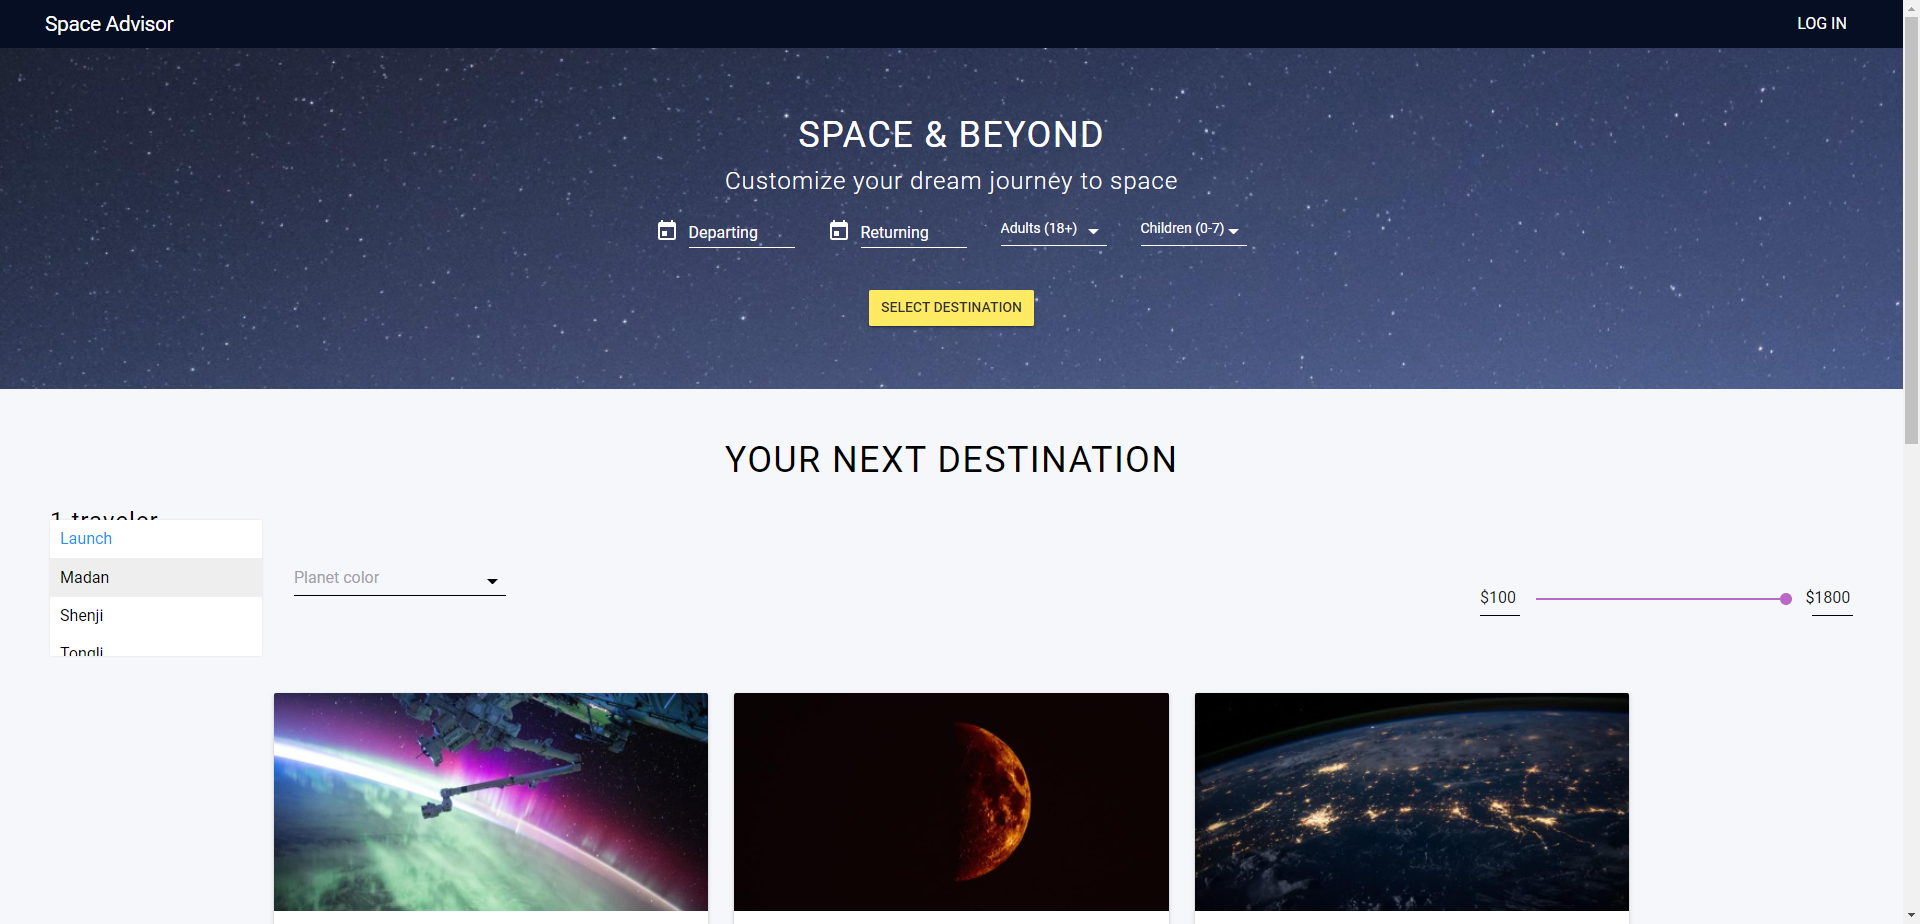 Space Advisor
LOG IN
SPACE & BEYOND
Customize your dream journey to space
Departing
Returning
Adults (18+)
Children (0-7)
SELECT DESTINATION
YOUR NEXT DESTINATION
1 traveler
Launch
Madan
Shenji
Tongli
Planet color
$100
$1800